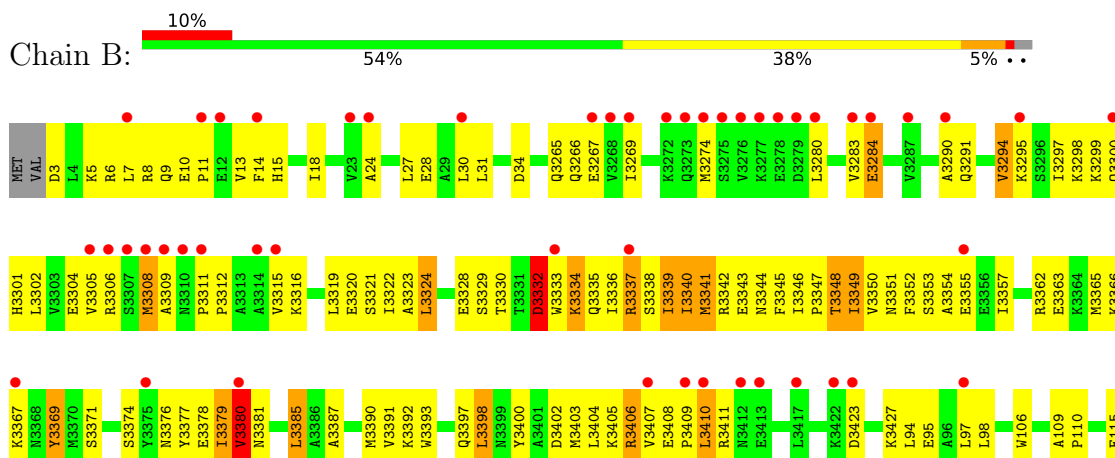 10%
Chain B:
54% 38% 5% • •
MET VAL D3 L4 K5 R6 L7 R8 Q9 E10 P11 E12 V13 F14 H15 I18 V23 A24 L27 E28 A29 L30 L31 D34 Q3265 Q3266 E3267 V3268 I3269 K3272 Q3273 M3274 S3275 V3276 K3277 E3278 D3279 L3280 V3283 E3284 V3287 A3290 Q3291 V3294 K3295 S3296 I3297 K3298 K3299 Q3300
H3301 L3302 V3303 E3304 V3305 R3306 S3307 M3308 A3309 N3310 P3311 P3312 A3313 A3314 V3315 K3316 L3319 E3320 S3321 I3322 A3323 L3324 E3328 S3329 T3330 T3331 D3332 W3333 K3334 Q3335 I3336 R3337 S3338 I3339 I3340 M3341 R3342 E3343 N3344 F3345 I3346 P3347 T3348 I3349 V3350 N3351 F3352 S3353 A3354 E3355 E3356 I3357 R3362 E3363 K3364 M3365 K3366
K3367 N3368 Y3369 M3370 S3371 S3374 Y3375 N3376 Y3377 E3378 I3379 V3380 N3381 L3385 A3386 A3387 M3390 V3391 K3392 W3393 Q3397 L3398 N3399 Y3400 A3401 D3402 M3403 L3404 K3405 R3406 V3407 E3408 P3409 L3410 R3411 N3412 E3413 L3417 K3422 D3423 K3427 L94 E95 A96 L97 L98 W106 A109 P110 E115